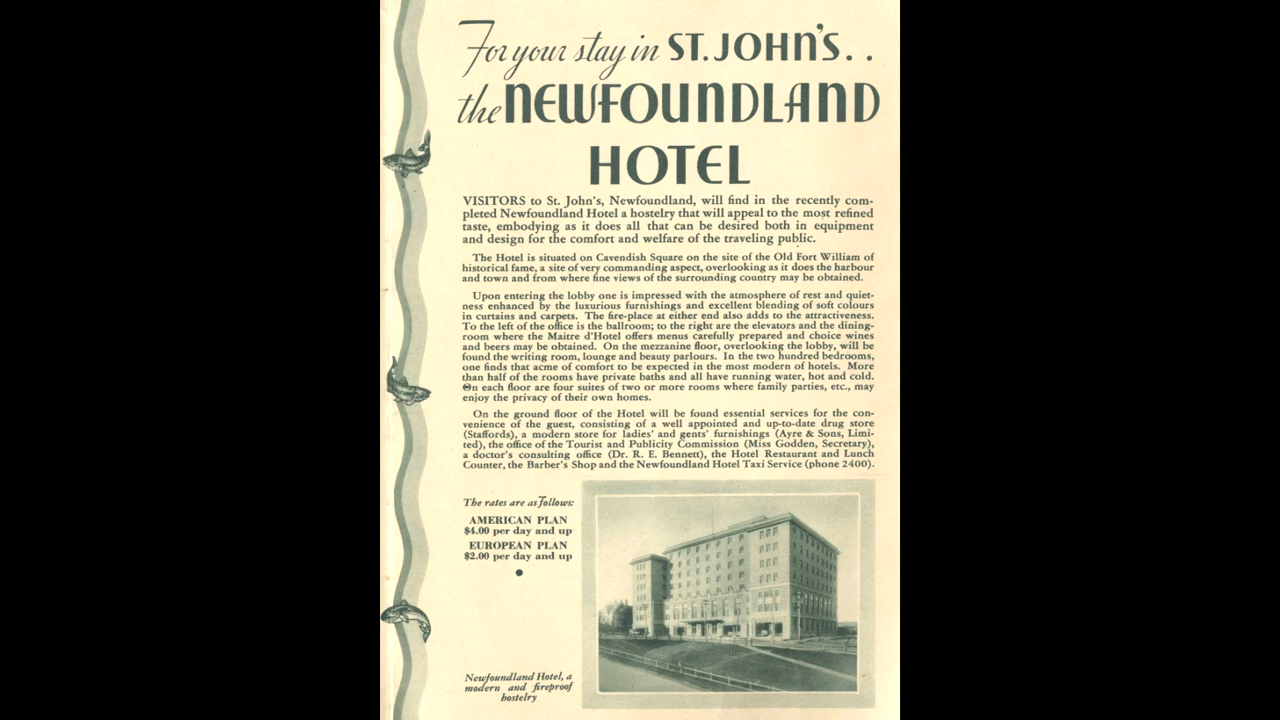 For your stay in ST. JOHN'S..
the NEWFOUNDLAND
HOTEL
VISITORS to St. John's, Newfoundland, will find in the recently com-
pleted Newfoundland Hotel a hostelry that will appeal to the most refined
taste, embodying as it does all that can be desired both in equipment
and design for the comfort and welfare of the traveling public.
The Hotel is situated on Cavendish Square on the site of the Old Fort William of
historical fame, a site of very commanding aspect, overlooking as it does the harbour
and town and from where fine views of the surrounding country may be obtained.
Upon entering the lobby one is impressed with the atmosphere of rest and quiet-
ness enhanced by the luxurious furnishings and excellent blending of soft colours
in curtains and carpets. The fire-place at either end also adds to the attractiveness.
To the left of the office is the ballroom; to the right are the elevators and the dining-
room where the Maitre d'Hotel offers menus carefully prepared and choice wines
and beers may be obtained. On the mezzanine floor, overlooking the lobby, will be
found the writing room, lounge and beauty parlours. In the two hundred bedrooms,
one finds that acme of comfort to be expected in the most modern of hotels. More
than half of the rooms have private baths and all have running water, hot and cold.
On each floor are four suites of two or more rooms where family parties, etc., may
enjoy the privacy of their own homes.
On the ground floor of the Hotel will be found essential services for the con-
venience of the guest, consisting of a well appointed and up-to-date drug store
(Staffords), a modern store for ladies' and gents' furnishings (Ayre & Sons, Limi-
ted), the office of the Tourist and Publicity Commission (Miss Godden, Secretary),
a doctor's consulting office (Dr. R. E. Bennett), the Hotel Restaurant and Lunch
Counter, the Barber's Shop and the Newfoundland Hotel Taxi Service (phone 2400).
The rates are as follows:
AMERICAN PLAN
$4.00 per day and up
EUROPEAN PLAN
$2.00 per day and up
Newfoundland Hotel, a
modern and fireproof
hostelry